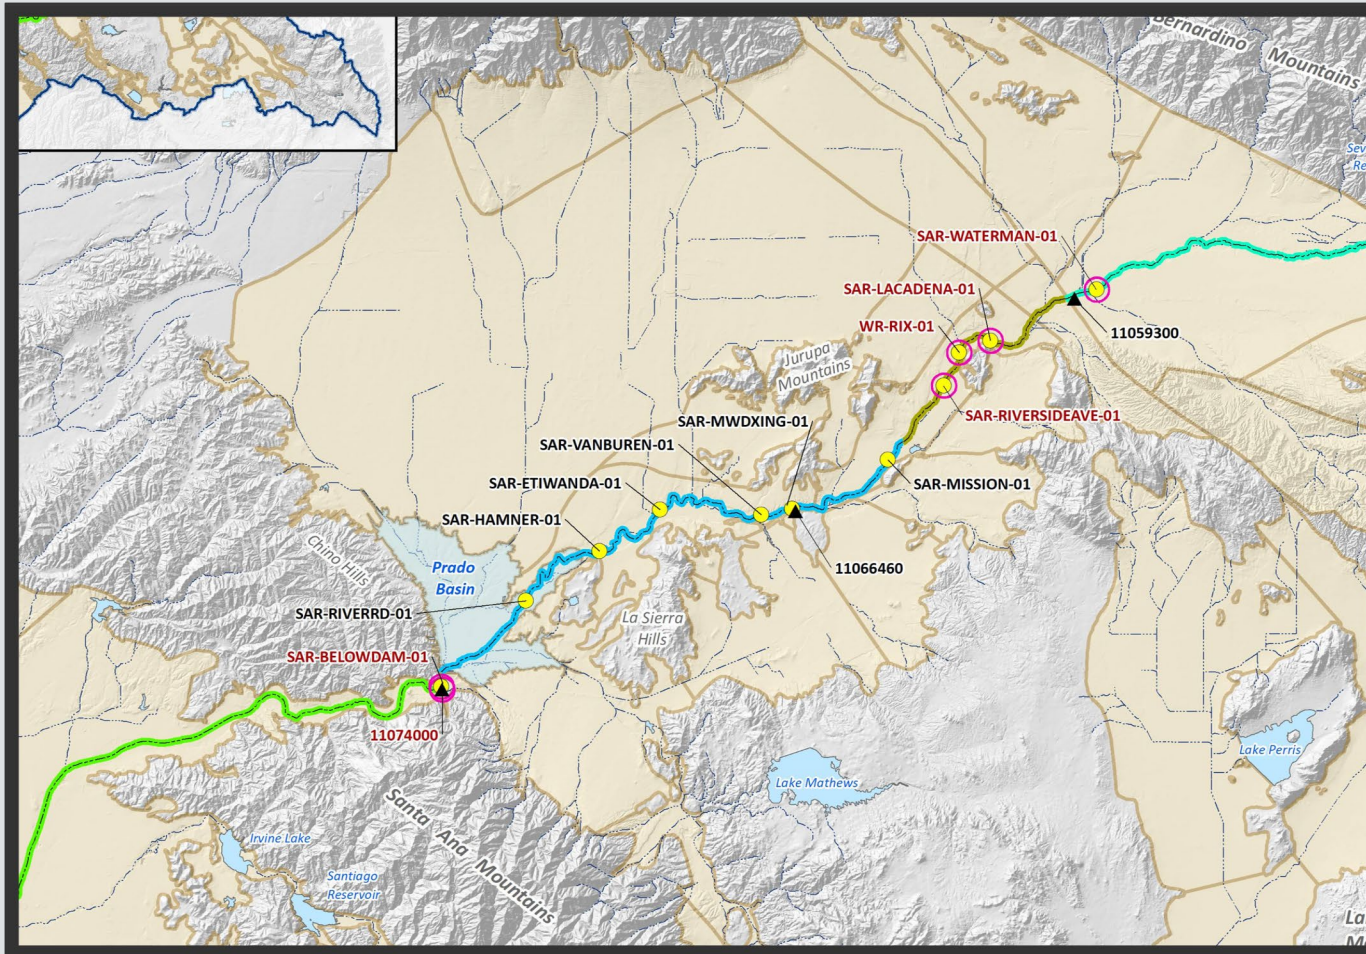 Bernardino
Mountains
SAR-WATERMAN-01
SAR-LACADENA-01
WR-RIX-01
11059300
Jurupa
Mountains
SAR-RIVERSIDEAVE-01
SAR-MWDXING-01
SAR-VANBUREN-01
SAR-ETIWANDA-01
SAR-MISSION-01
SAR-HAMNER-01
Chino Hills
Prado
Basin
11066460
SAR-RIVERRD-01
La Sierra
Hills
SAR-BELOWDAM-01
11074000
Lake Perris
Lake Mathews
Santa Ana Mountains
Irvine Lake
Santiago
Reservoir